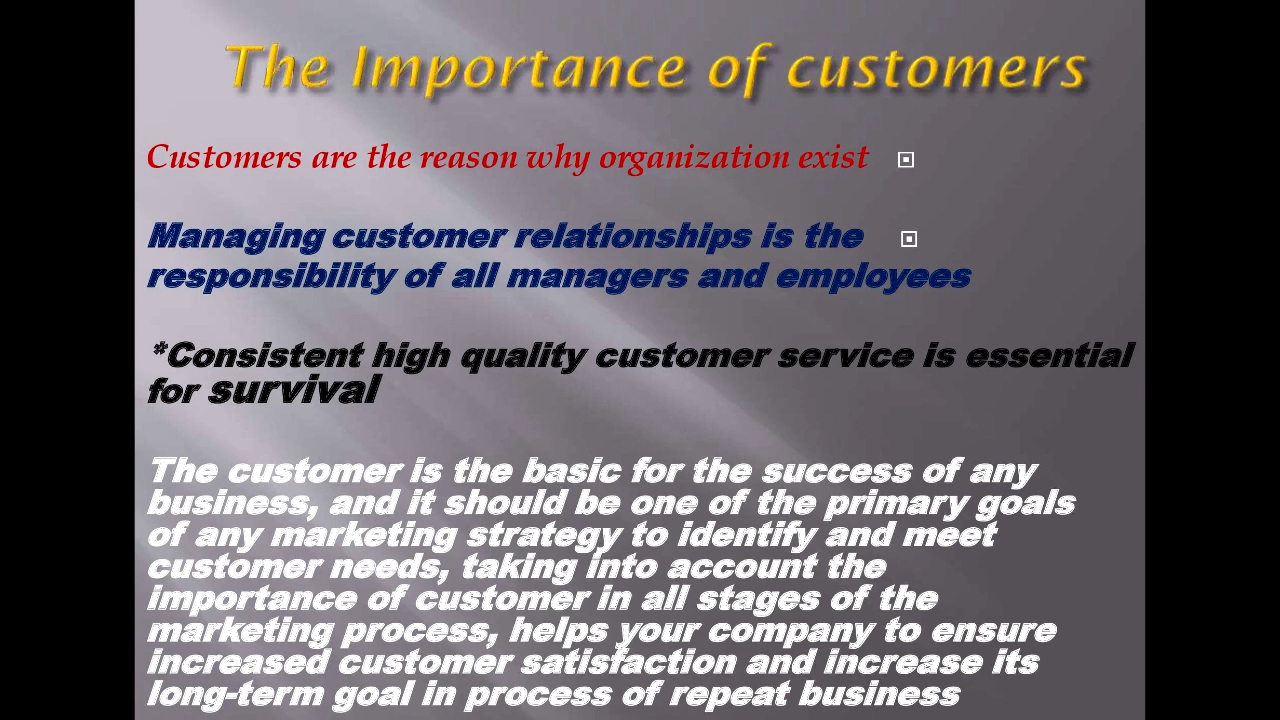 The Importance of customers
Customers are the reason why organization exist
Managing customer relationships is the
responsibility of all managers and employees
*Consistent high quality customer service is essential
for survival
The customer is the basic for the success of any
business, and it should be one of the primary goals
of any marketing strategy to identify and meet
customer needs, taking into account the
importance of customer in all stages of the
marketing process, helps your company to ensure
increased customer satisfaction and increase its
long-term goal in process of repeat business